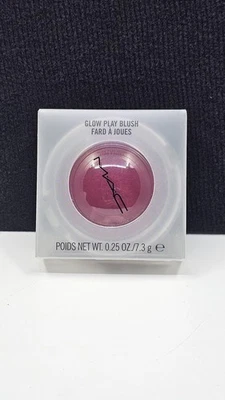 GLOW PLAY BLUSH
FARD À JOUES
MAC
POIDS NET WT. 0.25 OZ./7.3 g ℮